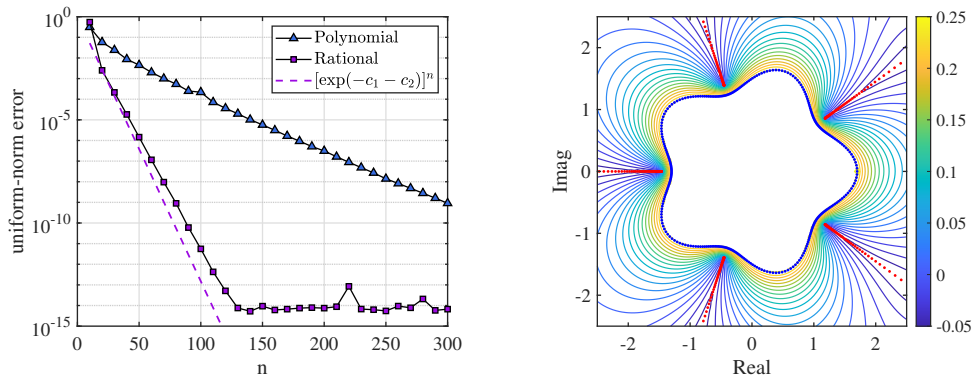 uniform-norm error
10^0
10^-5
10^-10
10^-15
0 50 100 150 200 250 300
n
Polynomial
Rational
[exp(−c_1 − c_2)]^n
Imag
2
1
0
-1
-2
-2 -1 0 1 2
Real
0.25
0.2
0.15
0.1
0.05
0
-0.05